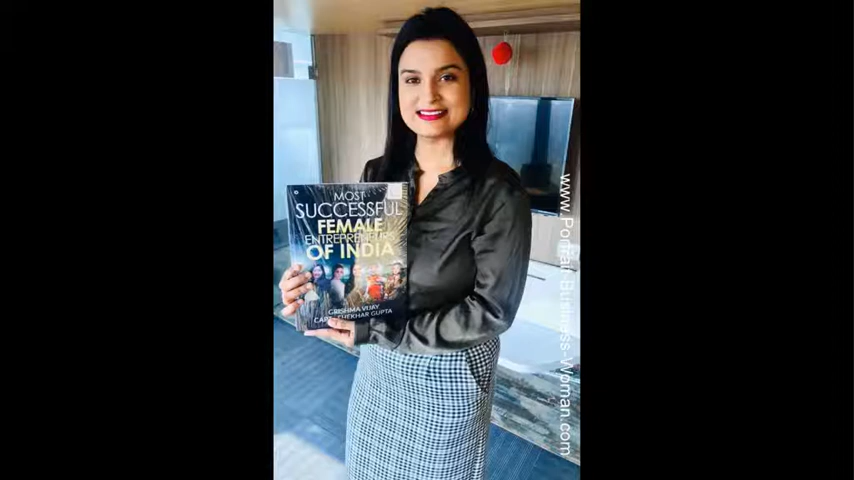 MOST
SUCCESSFUL
FEMALE
ENTREPRENEURS
OF INDIA
GRISHMA VIJAY
SHEKHAR GUPTA
www.Portrait-Business-Woman.com